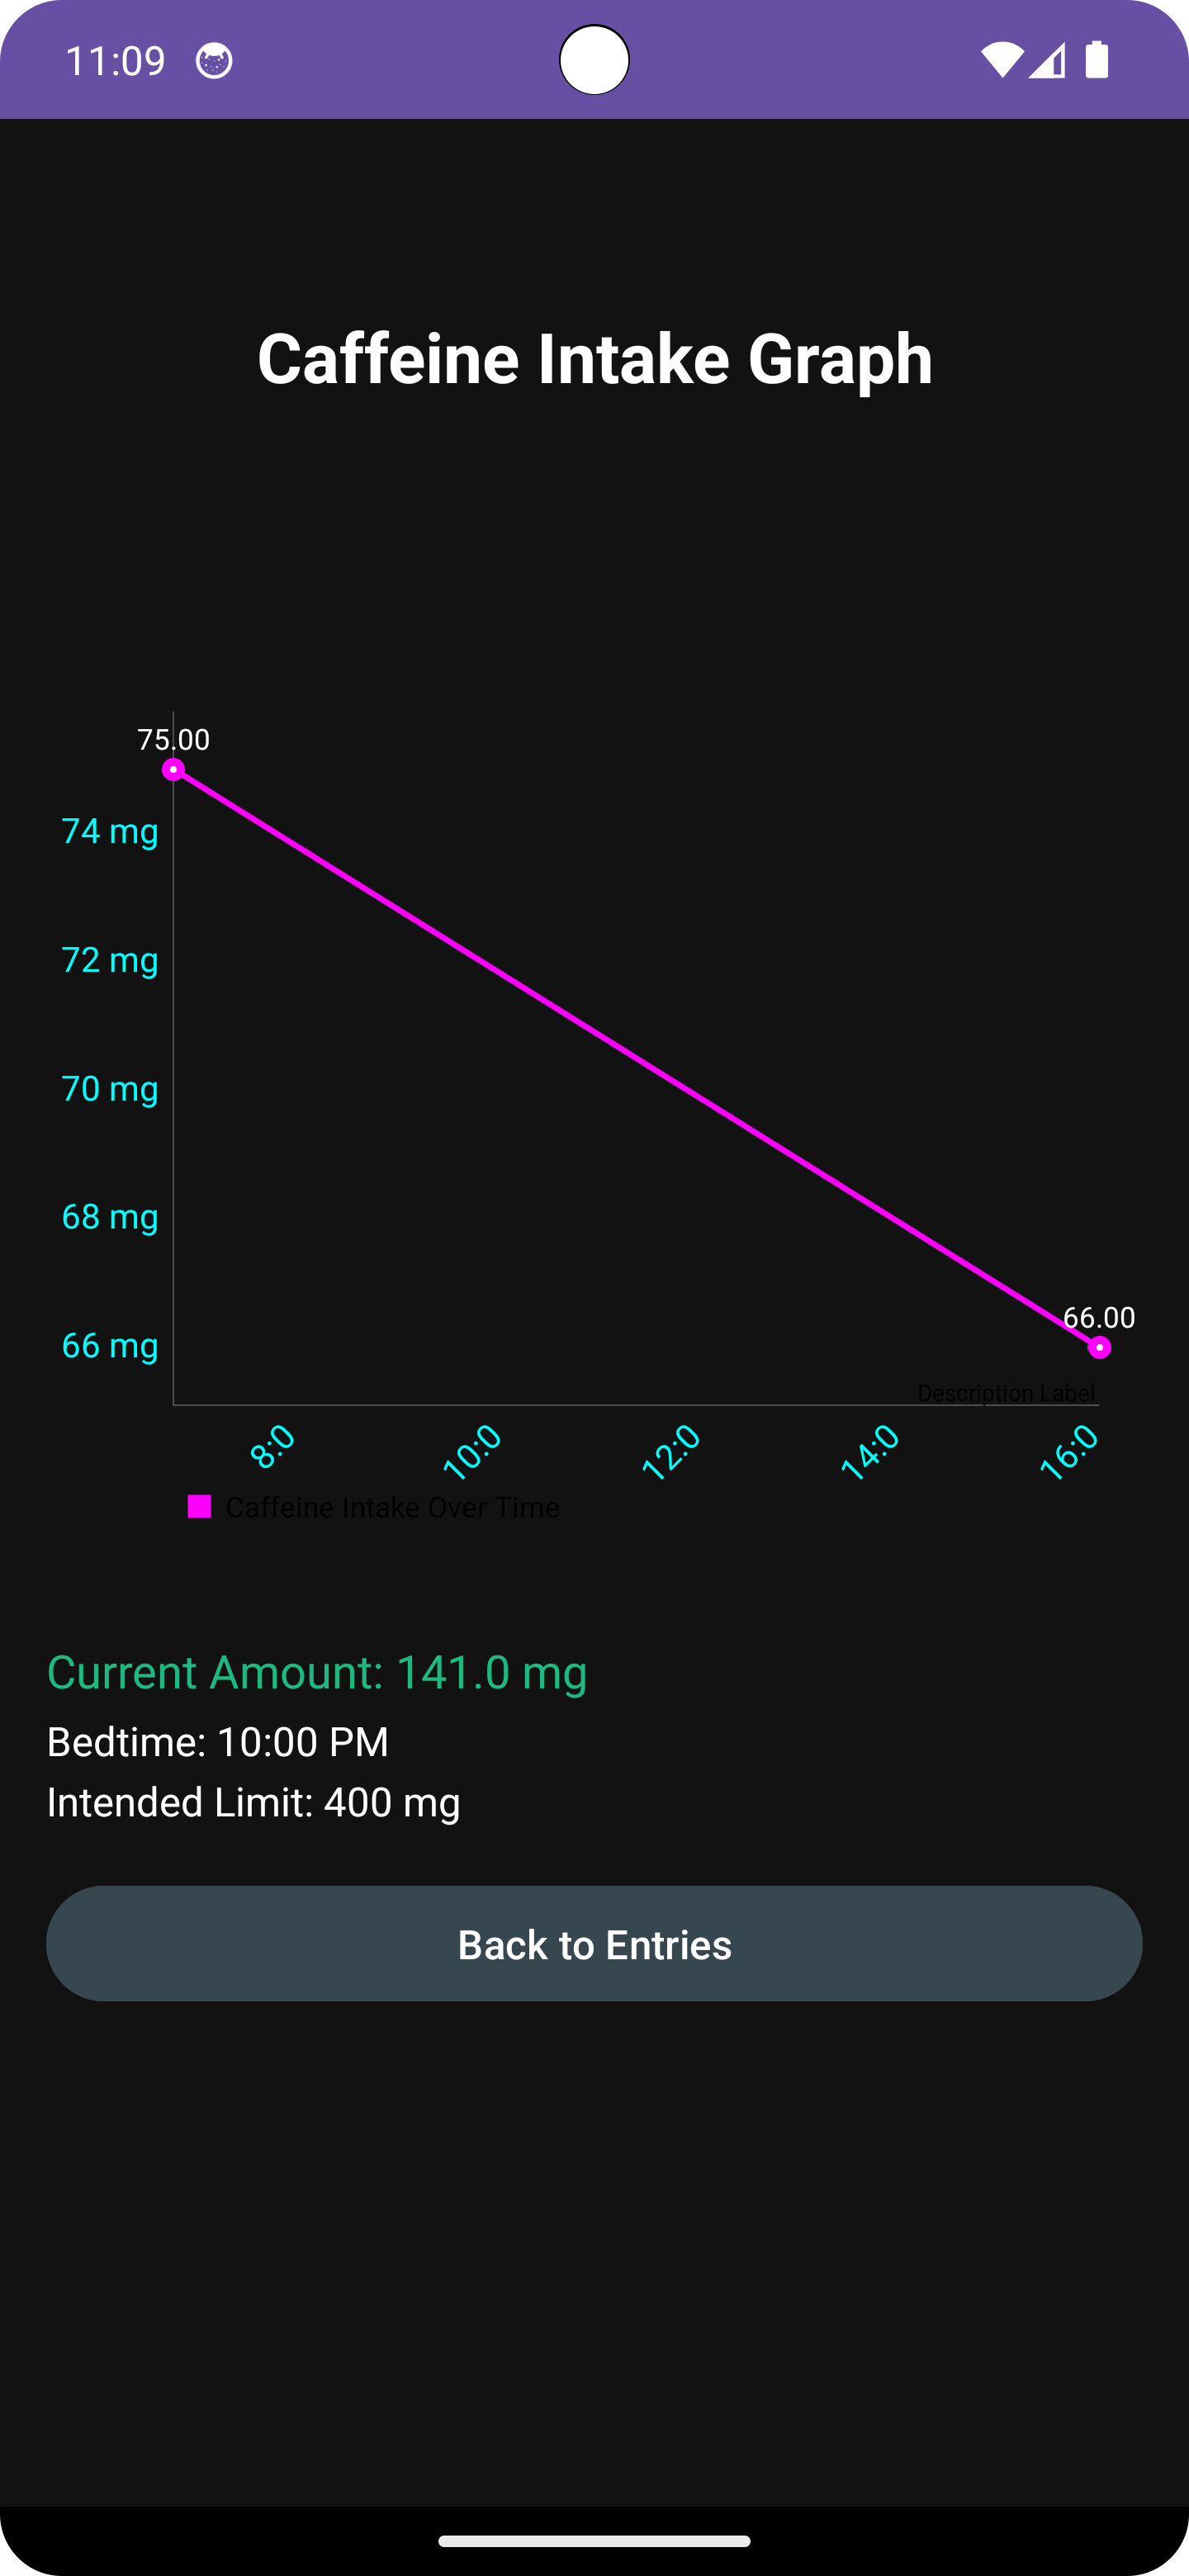 11:09
Caffeine Intake Graph
75.00
74 mg
72 mg
70 mg
68 mg
66 mg
66.00
Description Label
8:0
10:0
12:0
14:0
16:0
Caffeine Intake Over Time
Current Amount: 141.0 mg
Bedtime: 10:00 PM
Intended Limit: 400 mg
Back to Entries